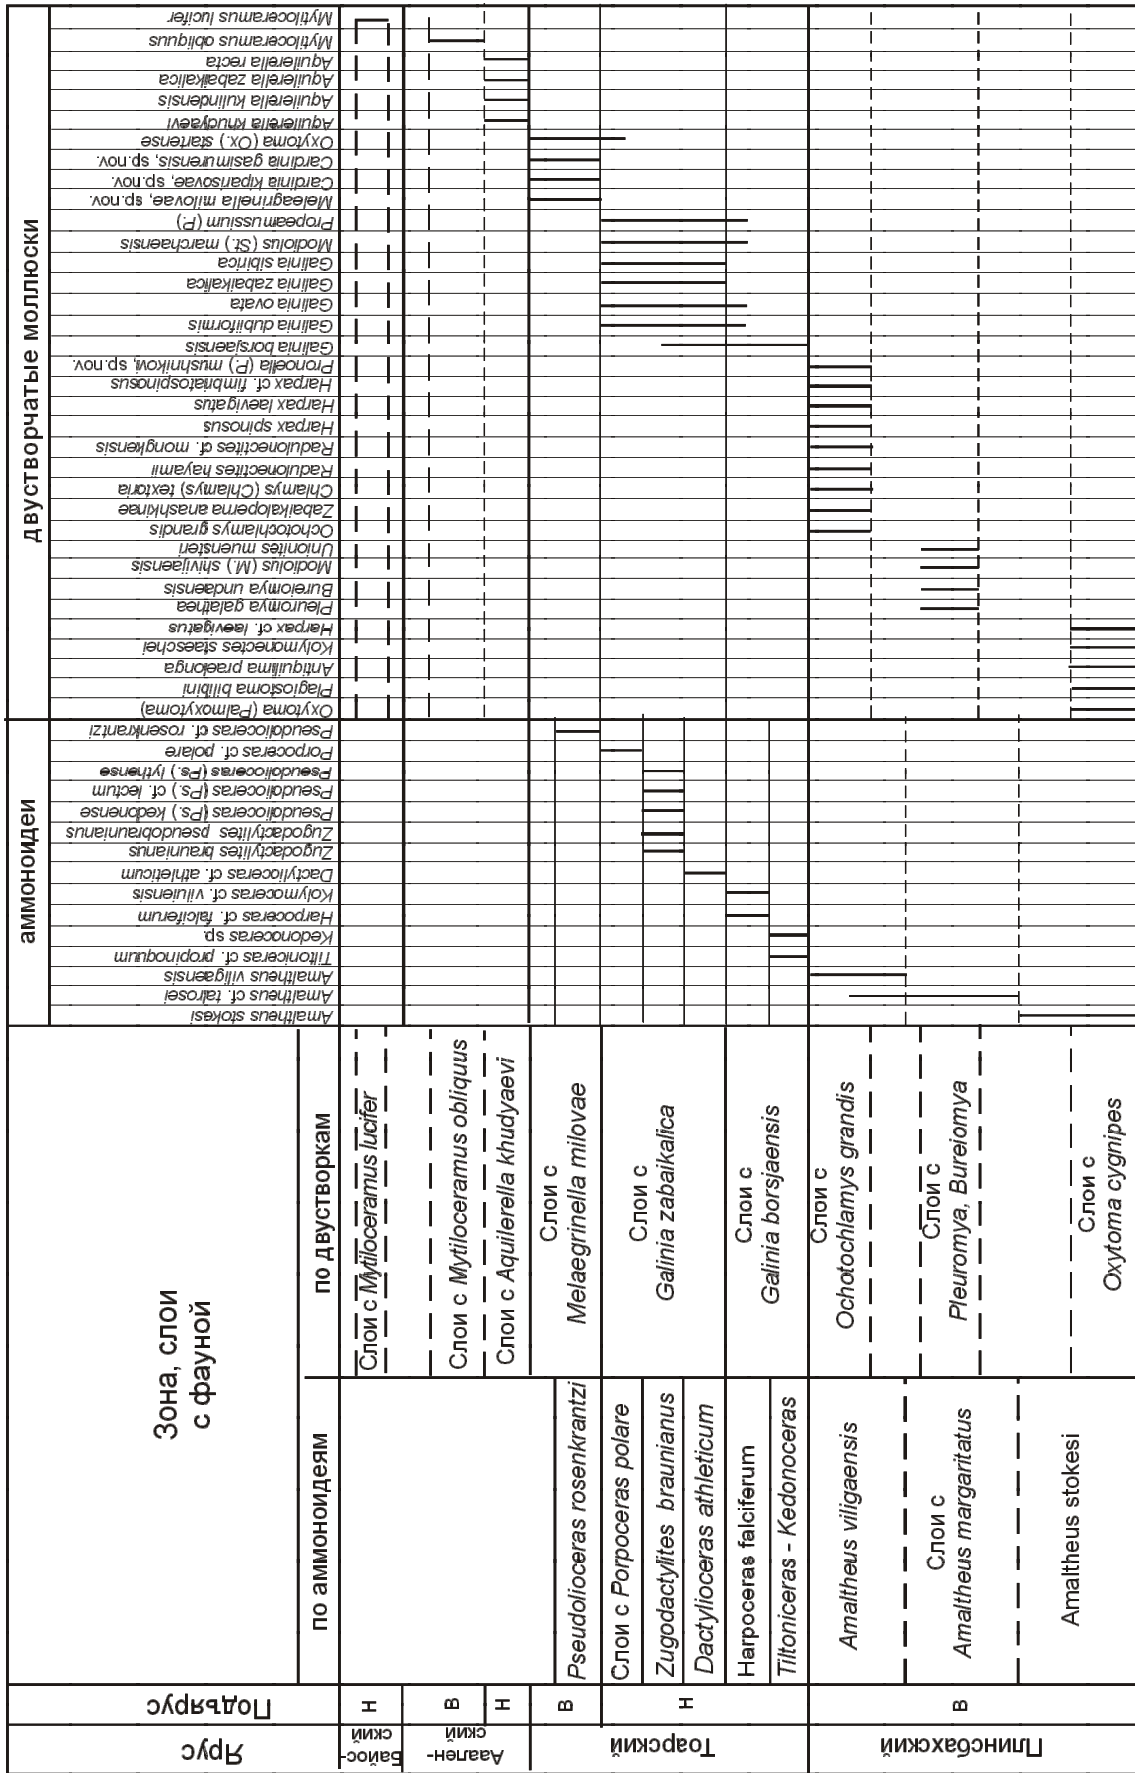 двустворчатые моллюски
аммоноидеи
Mytiloceramus lucifer
Mytiloceramus obliquus
Aquilerella recta
Aquilerella zabaikalica
Aquilerella kulindensis
Aquilerella khudyaevi
Oxytoma (Ox.) startense
Cardinia gasimurensis, sp.nov.
Cardinia kiparisovae, sp.nov.
Meleagrinella milovae, sp.nov.
Propeamussium (P.)
Modiolus (St.) marchaensis
Galinia sibirica
Galinia zabaikalica
Galinia ovata
Galinia dubiiformis
Galinia borsjaensis
Pronoella (P.) mushnikovi, sp.nov.
Harpax cf. fimbriatospinosus
Harpax laevigatus
Harpax spinosus
Radulonectites cf. mongkensis
Radulonectites hayamii
Chlamys (Chlamys) textoria
Zabaikaloperna anashkinae
Ochotochlamys grandis
Unionites muensteri
Modiolus (M.) shivijaensis
Bureiomya undaensis
Pleuromya galathea
Harpax cf. laevigatus
Kolymonectes staeschei
Antiquilima praelonga
Plagiostoma bilibini
Oxytoma (Palmoxytoma)
Pseudolioceras cf. rosenkrantzi
Porpoceras cf. polare
Pseudolioceras (Ps.) lythense
Pseudolioceras (Ps.) cf. lectum
Pseudolioceras (Ps.) kedonense
Zugodactylites pseudobraunianus
Zugodactylites braunianus
Dactylioceras cf. athleticum
Kolymoceras cf. viluiensis
Harpoceras cf. falciferum
Kedonoceras sp.
Tiltoniceras cf. propinquum
Amaltheus viligaensis
Amaltheus cf. talrosei
Amaltheus stokesi
Зона, слои
с фауной
по двустворкам
Слои с Mytiloceramus lucifer
Слои с Mytiloceramus obliquus
Слои с Aquilerella khudyaevi
Слои с
Melaegrinella milovae
Слои с
Galinia zabaikalica
Слои с
Galinia borsjaensis
Слои с
Ochotochlamys grandis
Слои с
Pleuromya, Bureiomya
Слои с
Oxytoma cygnipes
по аммоноидеям
Pseudolioceras rosenkrantzi
Слои с Porpoceras polare
Zugodactylites braunianus
Dactylioceras athleticum
Harpoceras falciferum
Tiltoniceras - Kedonoceras
Amaltheus viligaensis
Слои с
Amaltheus margaritatus
Amaltheus stokesi
Подъярус
Н
В
Н
В
Н
В
Ярус
Байос-
ский
Аален-
ский
Тоарский
Плинсбахский